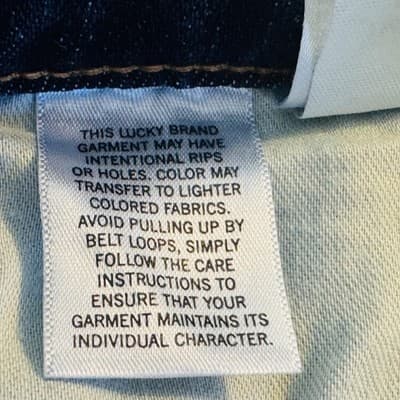 THIS LUCKY BRAND
GARMENT MAY HAVE
INTENTIONAL RIPS
OR HOLES. COLOR MAY
TRANSFER TO LIGHTER
COLORED FABRICS.
AVOID PULLING UP BY
BELT LOOPS, SIMPLY
FOLLOW THE CARE
INSTRUCTIONS TO
ENSURE THAT YOUR
GARMENT MAINTAINS ITS
INDIVIDUAL CHARACTER.